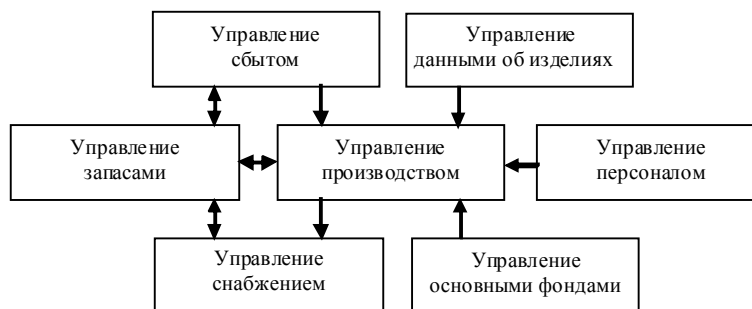 Управление
сбытом
Управление
данными об изделиях
Управление
запасами
Управление
производством
Управление
персоналом
Управление
снабжением
Управление
основными фондами